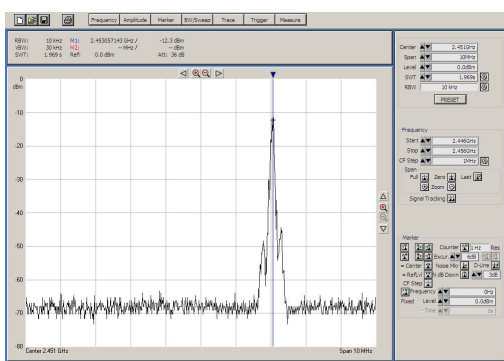 Frequency Amplitude Marker BW/Sweep Trace Trigger Measure
RBW: 10 kHz M1: 2.453057143 GHz / -12.3 dBm
VBW: 30 kHz M2: -- MHz / -- dBm
SWT: 1.969 s Ref: 0.0 dBm Att: 36 dB
0
dBm
-10
-20
-30
-40
-50
-60
-70
-80
Center 2.451 GHz Span 10 MHz
Center 2.451GHz
Span 10MHz
Level 0.0dBm
SWT 1.969s
RBW 10 kHz
PRESET
Frequency
Start 2.446GHz
Stop 2.456GHz
CF Step 1MHz
Span
Full Zero Last
Zoom
Signal Tracking
Marker
Counter 1 Hz Res
Excur. 6dB
= Center Noise Mkr D-Line
= RefLvl N dB Down 3dB
CF Step
Frequency 0Hz
Fixed Level 0.0dBm
Time 0s